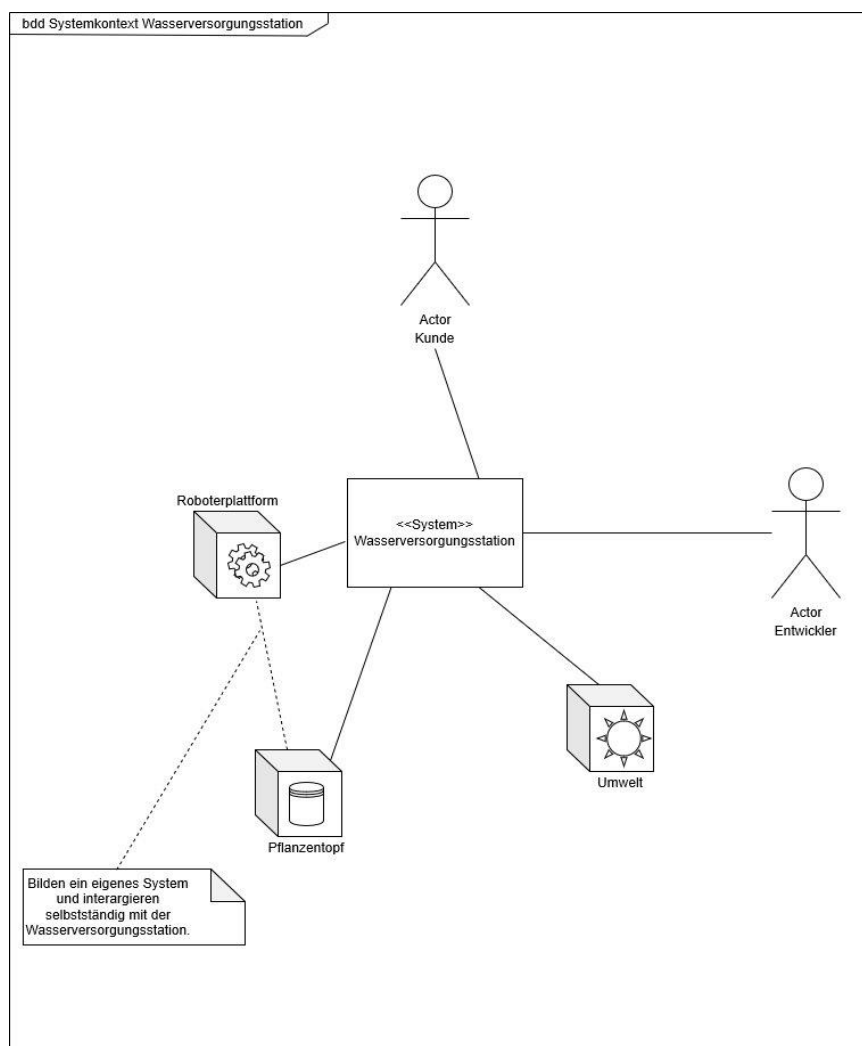 bdd Systemkontext Wasserversorgungsstation
Actor
Kunde
Roboterplattform
<<System>>
Wasserversorgungsstation
Actor
Entwickler
Umwelt
Pflanzentopf
Bilden ein eigenes System
und interargieren
selbstständig mit der
Wasserversorgungsstation.